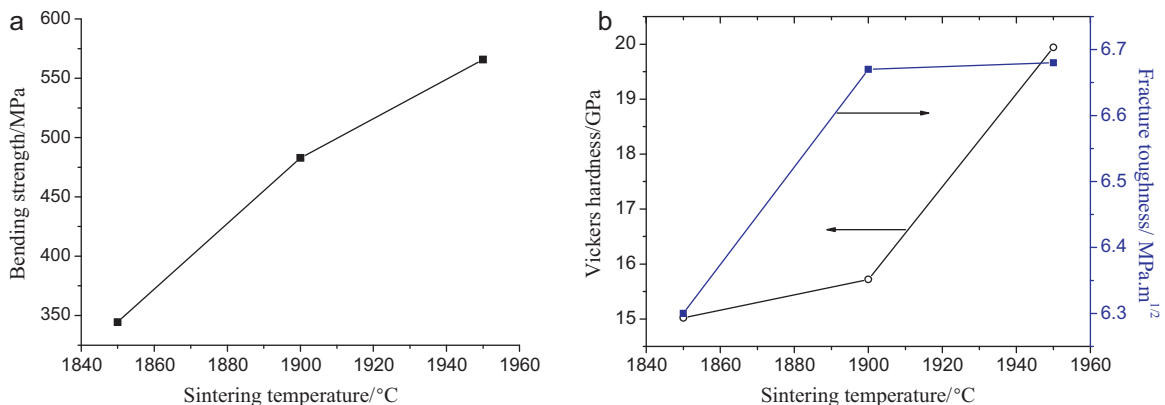 a
Bending strength/MPa
600
550
500
450
400
350
1840 1860 1880 1900 1920 1940 1960
Sintering temperature/°C
b
Vickers hardness/GPa
20
19
18
17
16
15
1840 1860 1880 1900 1920 1940 1960
Sintering temperature/°C
6.7
6.6
6.5
6.4
6.3
Fracture toughness/ MPa.m1/2